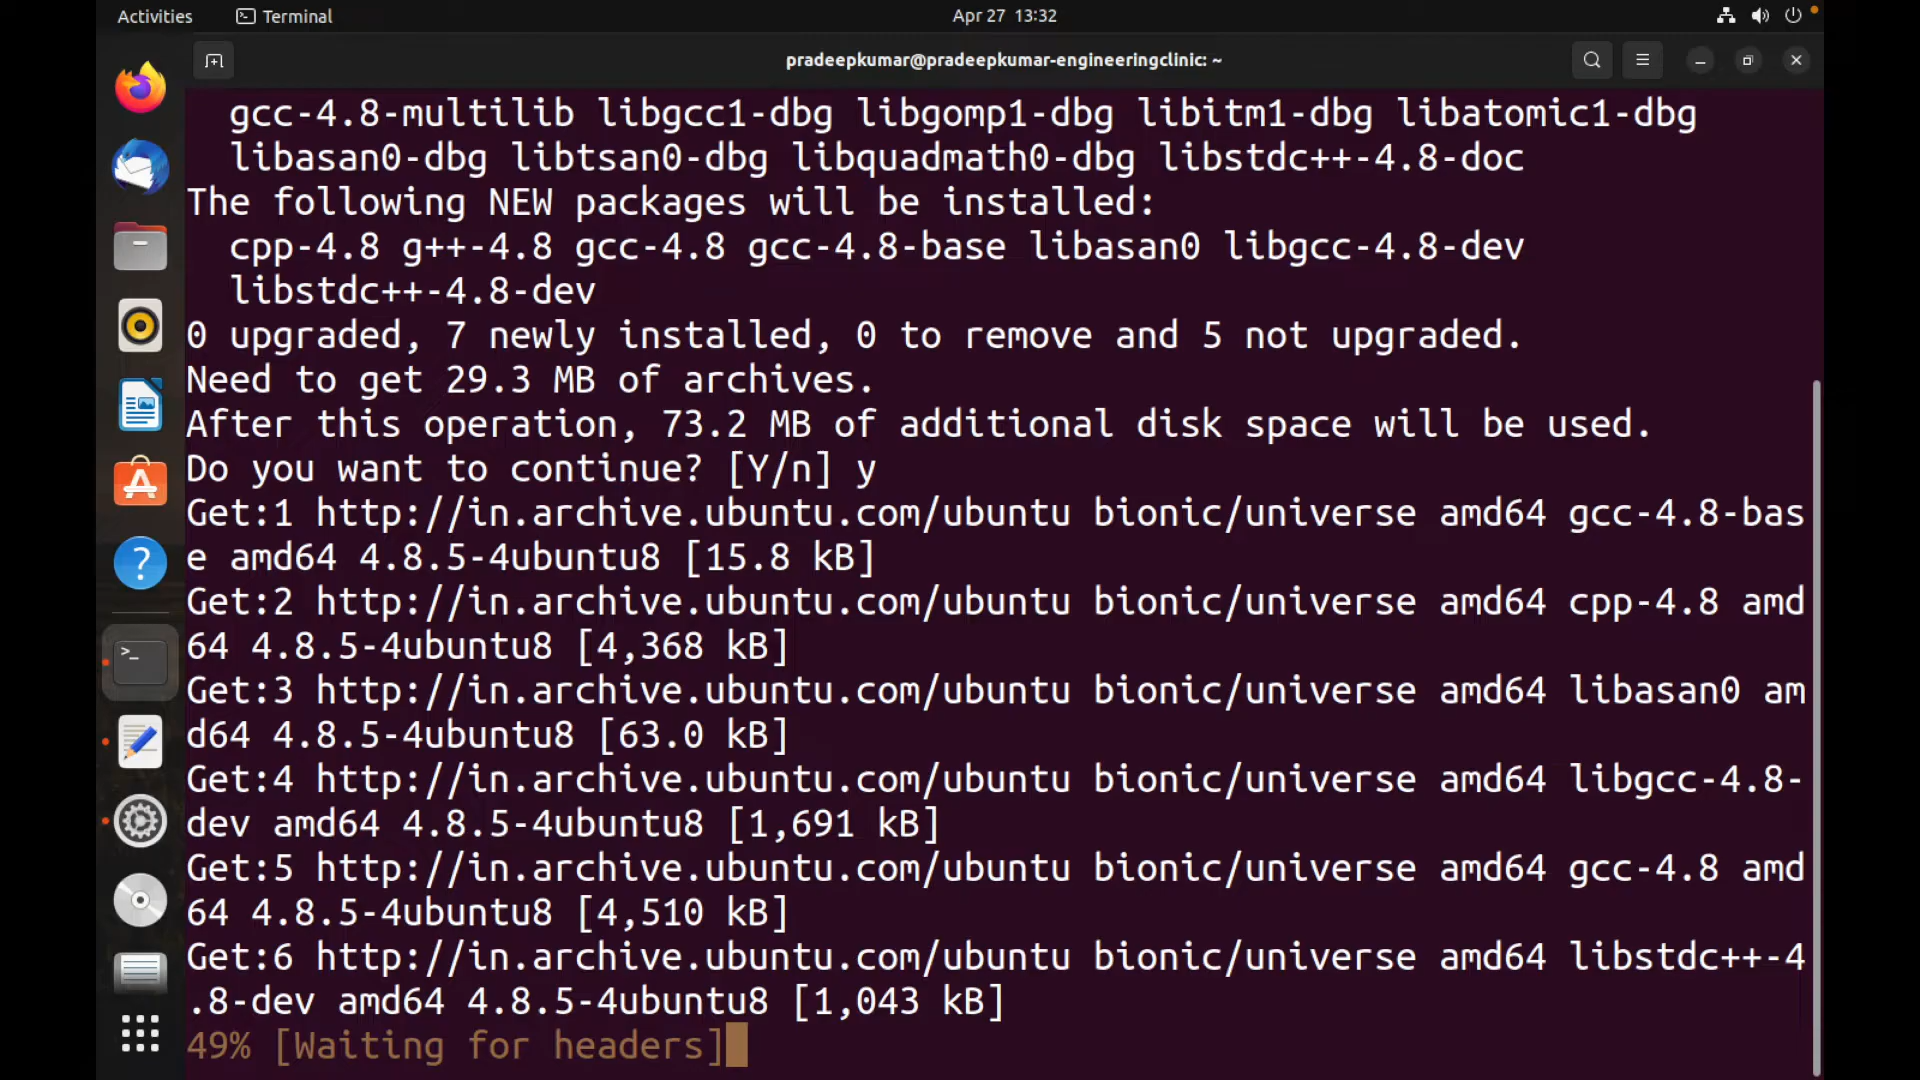 Activities
Terminal
Apr 27 13:32
pradeepkumar@pradeepkumar-engineeringclinic: ~
gcc-4.8-multilib libgcc1-dbg libgomp1-dbg libitm1-dbg libatomic1-dbg
libasan0-dbg libtsan0-dbg libquadmath0-dbg libstdc++-4.8-doc
The following NEW packages will be installed:
cpp-4.8 g++-4.8 gcc-4.8 gcc-4.8-base libasan0 libgcc-4.8-dev
libstdc++-4.8-dev
0 upgraded, 7 newly installed, 0 to remove and 5 not upgraded.
Need to get 29.3 MB of archives.
After this operation, 73.2 MB of additional disk space will be used.
Do you want to continue? [Y/n] y
Get:1 http://in.archive.ubuntu.com/ubuntu bionic/universe amd64 gcc-4.8-bas
e amd64 4.8.5-4ubuntu8 [15.8 kB]
Get:2 http://in.archive.ubuntu.com/ubuntu bionic/universe amd64 cpp-4.8 amd
64 4.8.5-4ubuntu8 [4,368 kB]
Get:3 http://in.archive.ubuntu.com/ubuntu bionic/universe amd64 libasan0 am
d64 4.8.5-4ubuntu8 [63.0 kB]
Get:4 http://in.archive.ubuntu.com/ubuntu bionic/universe amd64 libgcc-4.8-
dev amd64 4.8.5-4ubuntu8 [1,691 kB]
Get:5 http://in.archive.ubuntu.com/ubuntu bionic/universe amd64 gcc-4.8 amd
64 4.8.5-4ubuntu8 [4,510 kB]
Get:6 http://in.archive.ubuntu.com/ubuntu bionic/universe amd64 libstdc++-4
.8-dev amd64 4.8.5-4ubuntu8 [1,043 kB]
49% [Waiting for headers]